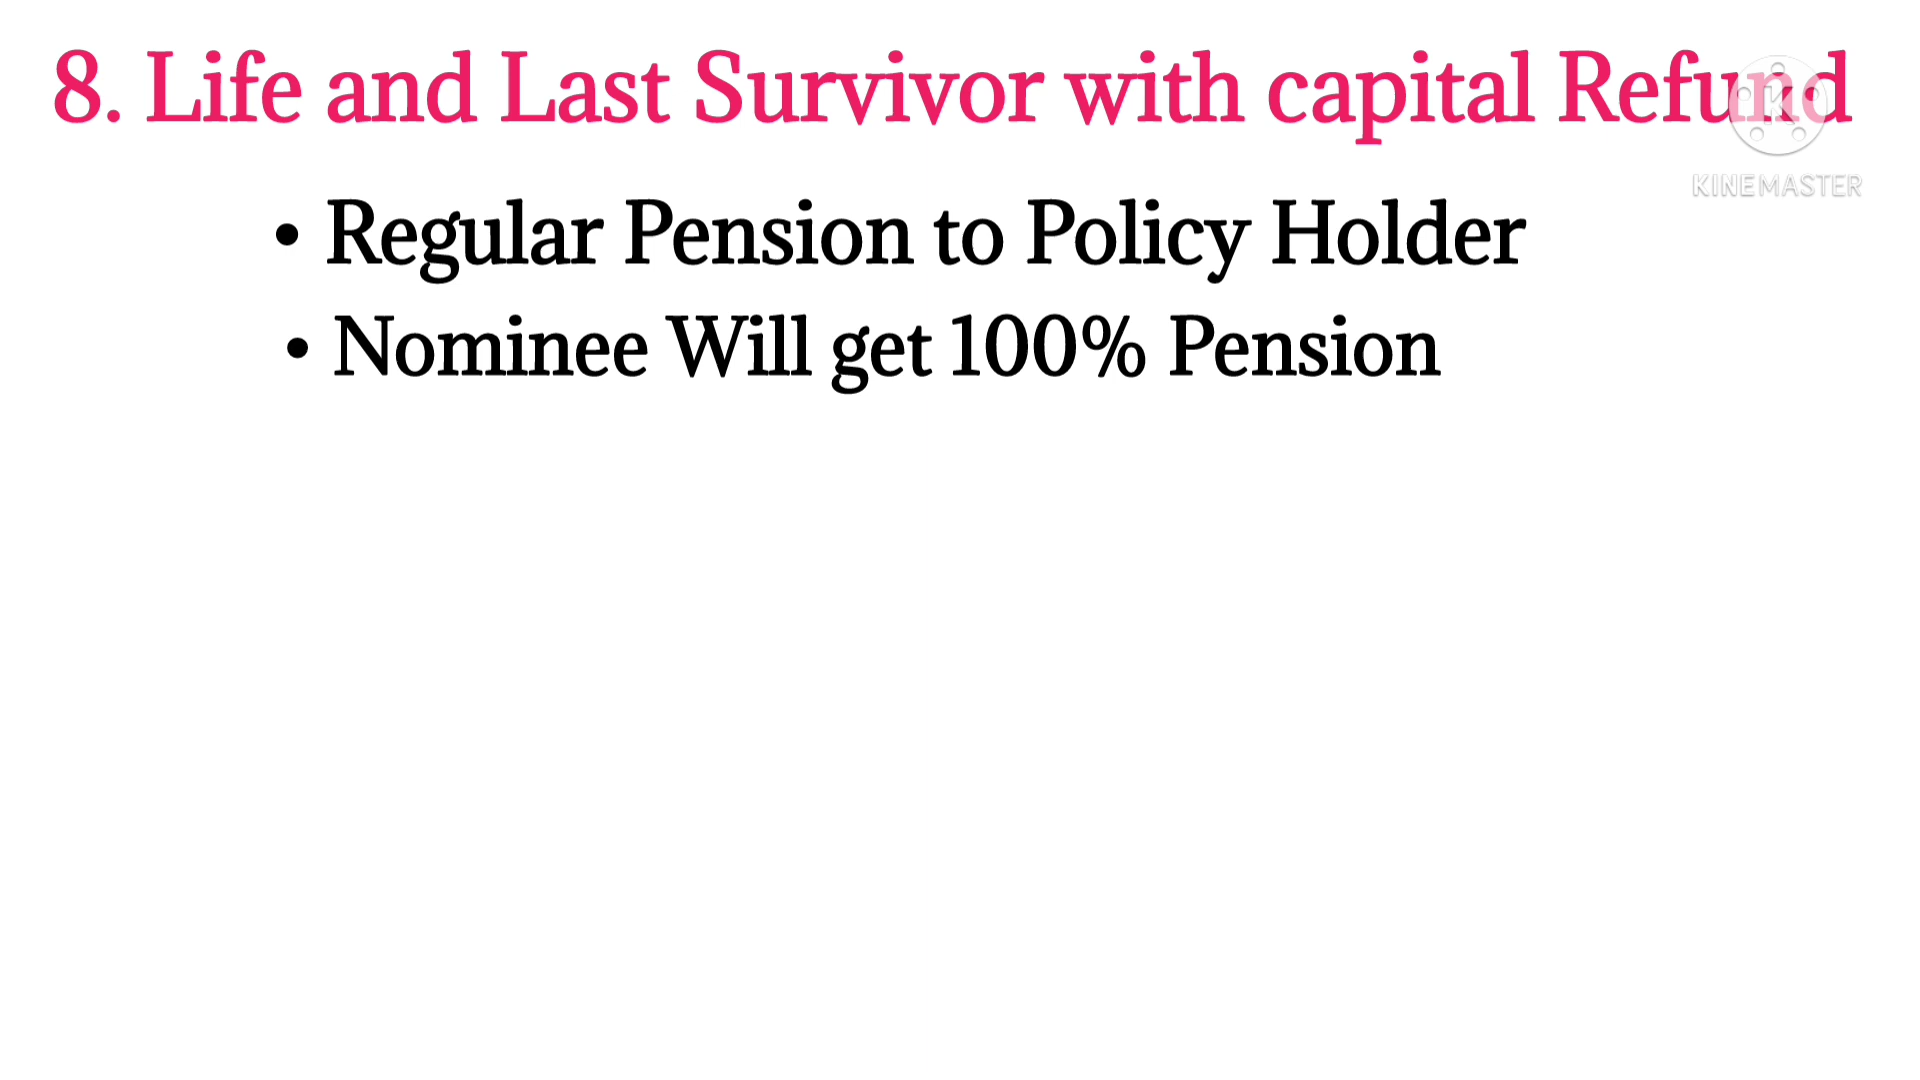 8. Life and Last Survivor with capital Refund
KINEMASTER
• Regular Pension to Policy Holder
• Nominee Will get 100% Pension